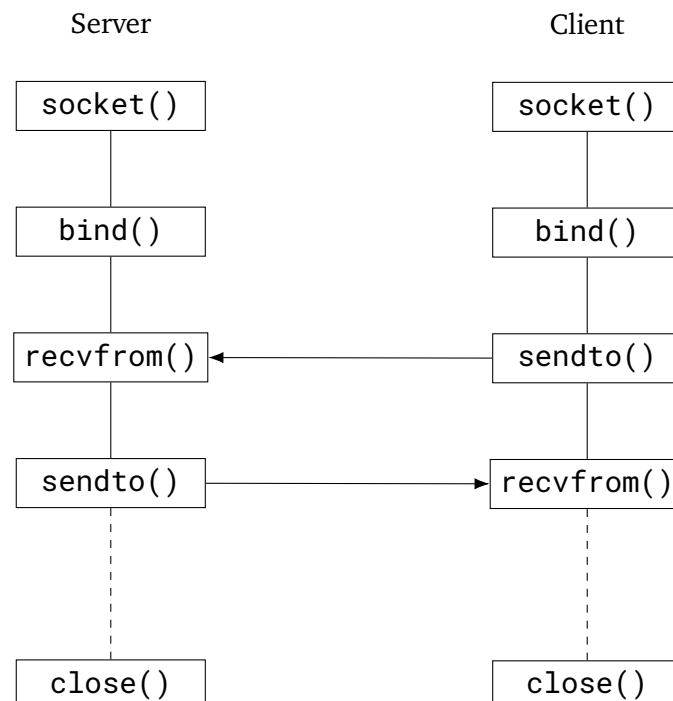 Server Client
socket() socket()
bind() bind()
recvfrom() sendto()
sendto() recvfrom()
close() close()